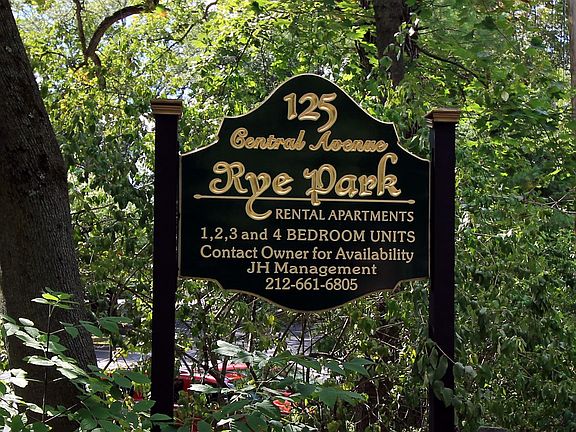 125
Central Avenue
Rye Park
RENTAL APARTMENTS
1,2,3 and 4 BEDROOM UNITS
Contact Owner for Availability
JH Management
212-661-6805